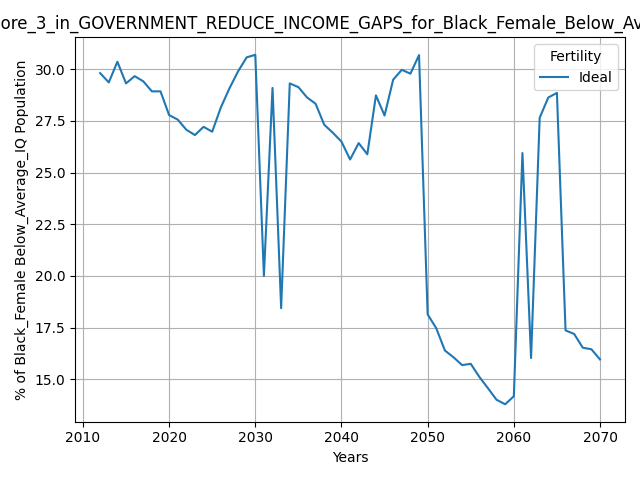 ore_3_in_GOVERNMENT_REDUCE_INCOME_GAPS_for_Black_Female_Below_Av
Fertility
Ideal
% of Black_Female Below_Average_IQ Population
30.0
27.5
25.0
22.5
20.0
17.5
15.0
2010 2020 2030 2040 2050 2060 2070
Years